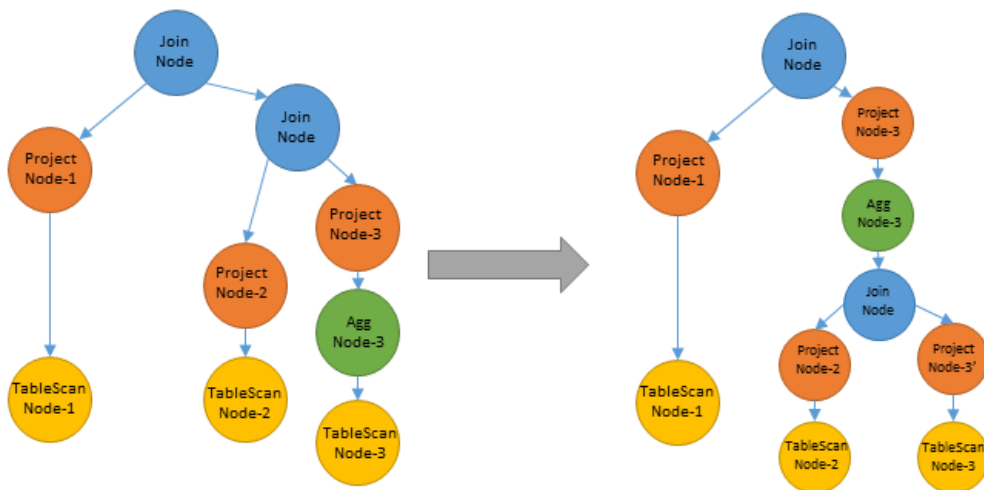 Join
Node
Join
Node
Project
Node-1
Project
Node-3
Project
Node-2
Agg
Node-3
TableScan
Node-1
TableScan
Node-2
TableScan
Node-3
Join
Node
Project
Node-3
Project
Node-1
Agg
Node-3
Join
Node
Project
Node-2
Project
Node-3'
TableScan
Node-1
TableScan
Node-2
TableScan
Node-3